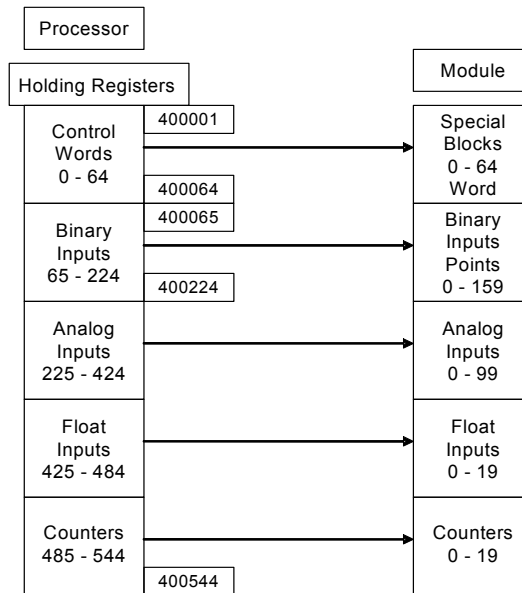 Processor
Holding Registers
Module
Control
Words
0 - 64
400001
400064
Special
Blocks
0 - 64
Word
Binary
Inputs
65 - 224
400065
400224
Binary
Inputs
Points
0 - 159
Analog
Inputs
225 - 424
Analog
Inputs
0 - 99
Float
Inputs
425 - 484
Float
Inputs
0 - 19
Counters
485 - 544
400544
Counters
0 - 19